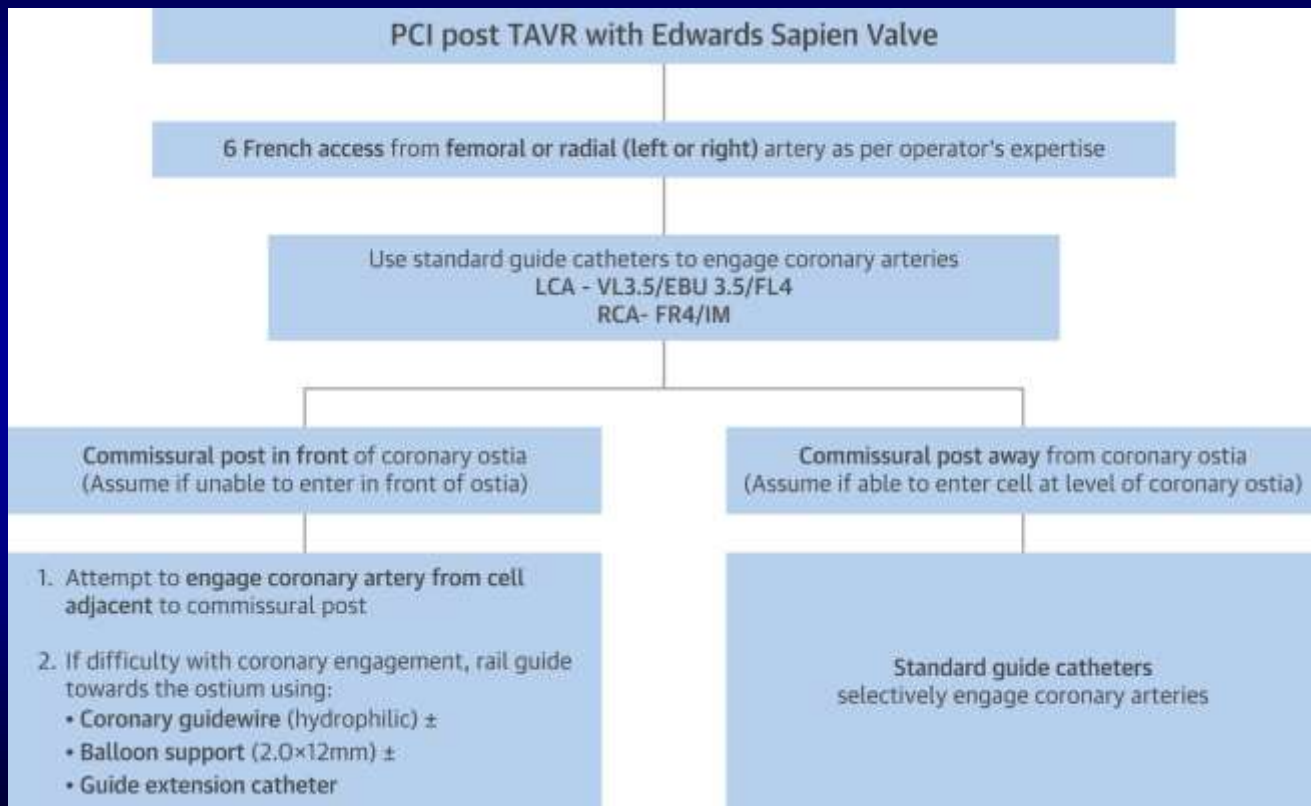 PCI post TAVR with Edwards Sapien Valve
6 French access from femoral or radial (left or right) artery as per operator's expertise
Use standard guide catheters to engage coronary arteries
LCA - VL3.5/EBU 3.5/FL4
RCA- FR4/IM
Commissural post in front of coronary ostia
(Assume if unable to enter in front of ostia)
1. Attempt to engage coronary artery from cell
adjacent to commissural post
2. If difficulty with coronary engagement, rail guide
towards the ostium using:
• Coronary guidewire (hydrophilic) ±
• Balloon support (2.0×12mm) ±
• Guide extension catheter
Commissural post away from coronary ostia
(Assume if able to enter cell at level of coronary ostia)
Standard guide catheters
selectively engage coronary arteries